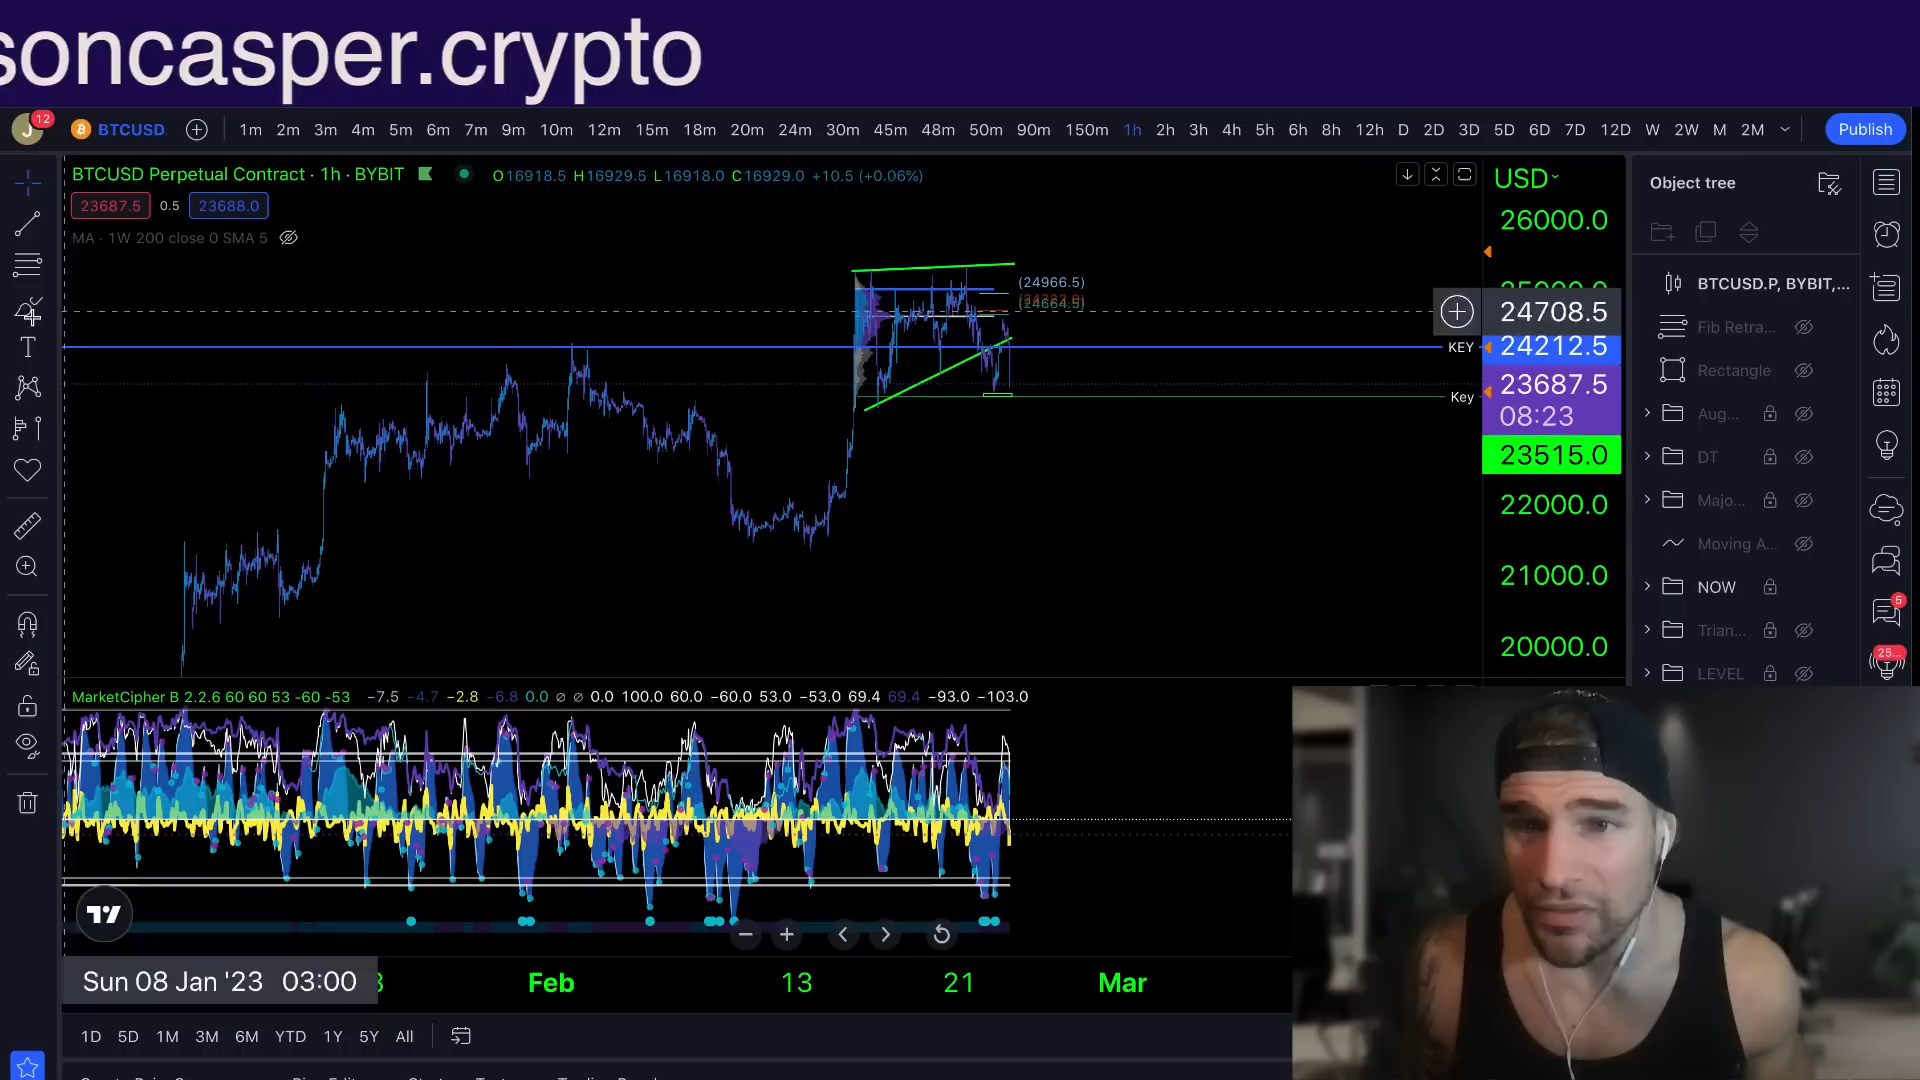 soncasper.crypto
J 12 BTCUSD. 1m 2m 3m 4m 5m 6m 7m 9m 10m 12m 15m 18m 20m 24m 30m 45m 48m 50m 90m 150m 1h 2h 3h 4h 5h 6h 8h 12h D 2D 3D 5D 6D 7D 12D W 2W M 2M Publish
BTCUSD Perpetual Contract · 1h · BYBIT O16918.5 H16929.5 L16918.0 C16929.0 +10.5 (+0.06%)
USD
Object tree
23687.5 0.5 23688.0
MA · 1W 200 close 0 SMA 5
26000.0
(24966.5)
(24664.5)
24708.5
KEY 24212.5
23687.5
Key
08:23
23515.0
22000.0
21000.0
20000.0
BTCUSD.P, BYBIT,...
Fib Retra...
Rectangle
Aug...
DT
Majo...
Moving A...
NOW
Trian...
LEVEL
5
25...
MarketCipher B 2.2.6 60 60 53 -60 -53 −7.5 −4.7 −2.8 −6.8 0.0 ∅ ∅ 0.0 100.0 60.0 −60.0 53.0 −53.0 69.4 69.4 −93.0 −103.0
Sun 08 Jan '23 03:00 Feb 13 21 Mar
1D 5D 1M 3M 6M YTD 1Y 5Y All